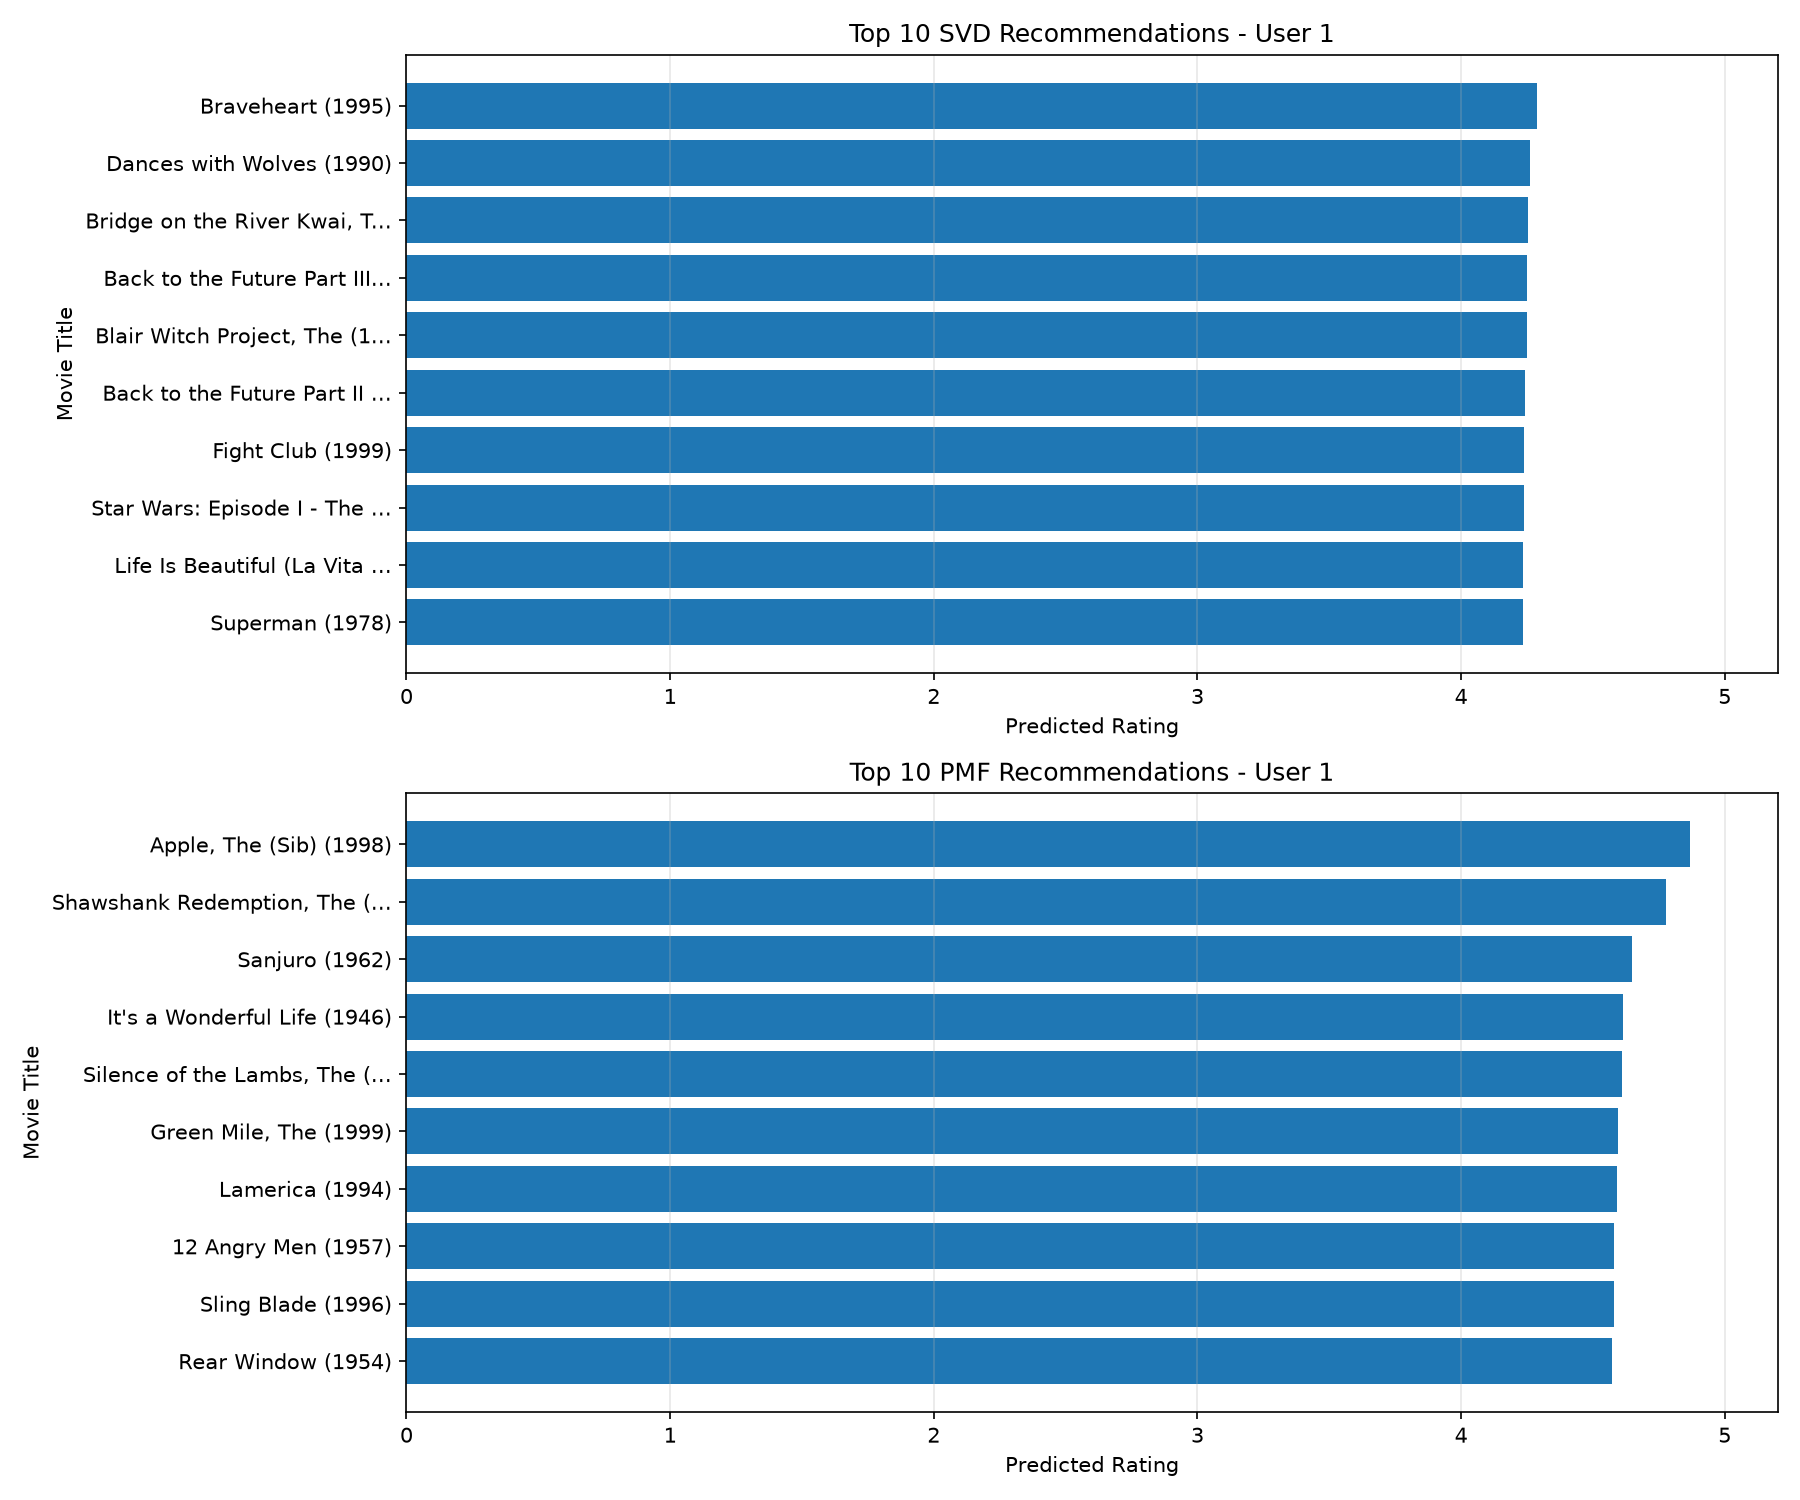 Top 10 SVD Recommendations - User 1
Movie Title
Braveheart (1995)
Dances with Wolves (1990)
Bridge on the River Kwai, T...
Back to the Future Part III...
Blair Witch Project, The (1...
Back to the Future Part II ...
Fight Club (1999)
Star Wars: Episode I - The ...
Life Is Beautiful (La Vita ...
Superman (1978)
0 1 2 3 4 5
Predicted Rating
Top 10 PMF Recommendations - User 1
Movie Title
Apple, The (Sib) (1998)
Shawshank Redemption, The (...
Sanjuro (1962)
It's a Wonderful Life (1946)
Silence of the Lambs, The (...
Green Mile, The (1999)
Lamerica (1994)
12 Angry Men (1957)
Sling Blade (1996)
Rear Window (1954)
0 1 2 3 4 5
Predicted Rating